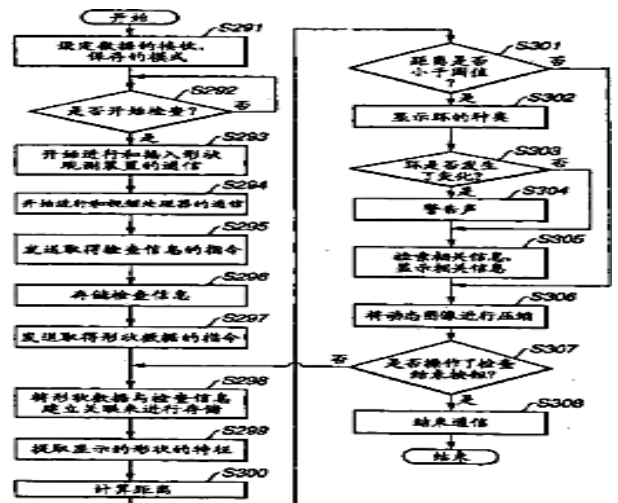 开始
S291
设定数据的接收、
保存的模式
S292
是否开始检查？
否
是
S293
开始进行和插入形状
观测装置的通信
S294
开始进行和视频处理器的通信
S295
发送取得检查信息的指令
S296
存储检查信息
S297
发送取得形状数据的指令
S298
将形状数据与检查信息
建立关联来进行存储
S299
提取显示的形状的特征
S300
计算距离
S301
距离是否
小于阈值
？
否
是
S302
显示环的种类
S303
环是否发生
了变化？
否
是
S304
警告声
S305
检索相关信息、
显示相关信息
S306
将动态图像进行压缩
S307
是否操作了检查
结束按钮？
否
是
S308
结束通信
结束